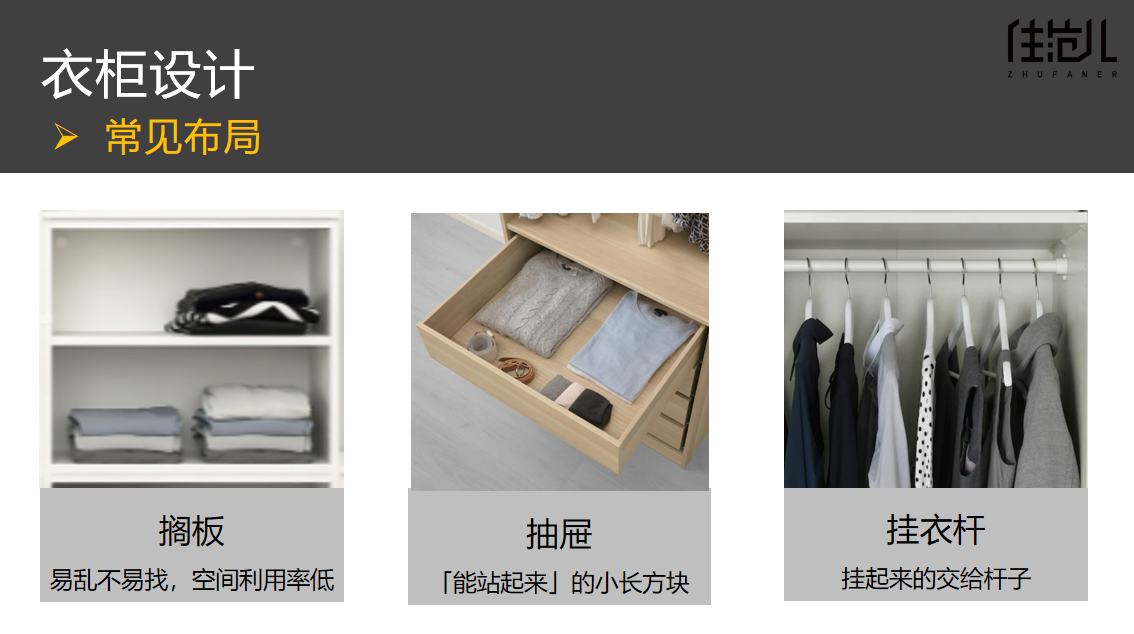 住范儿
ZHUFANER
衣柜设计
常见布局
搁板
易乱不易找，空间利用率低
抽屉
「能站起来」的小长方块
挂衣杆
挂起来的交给杆子